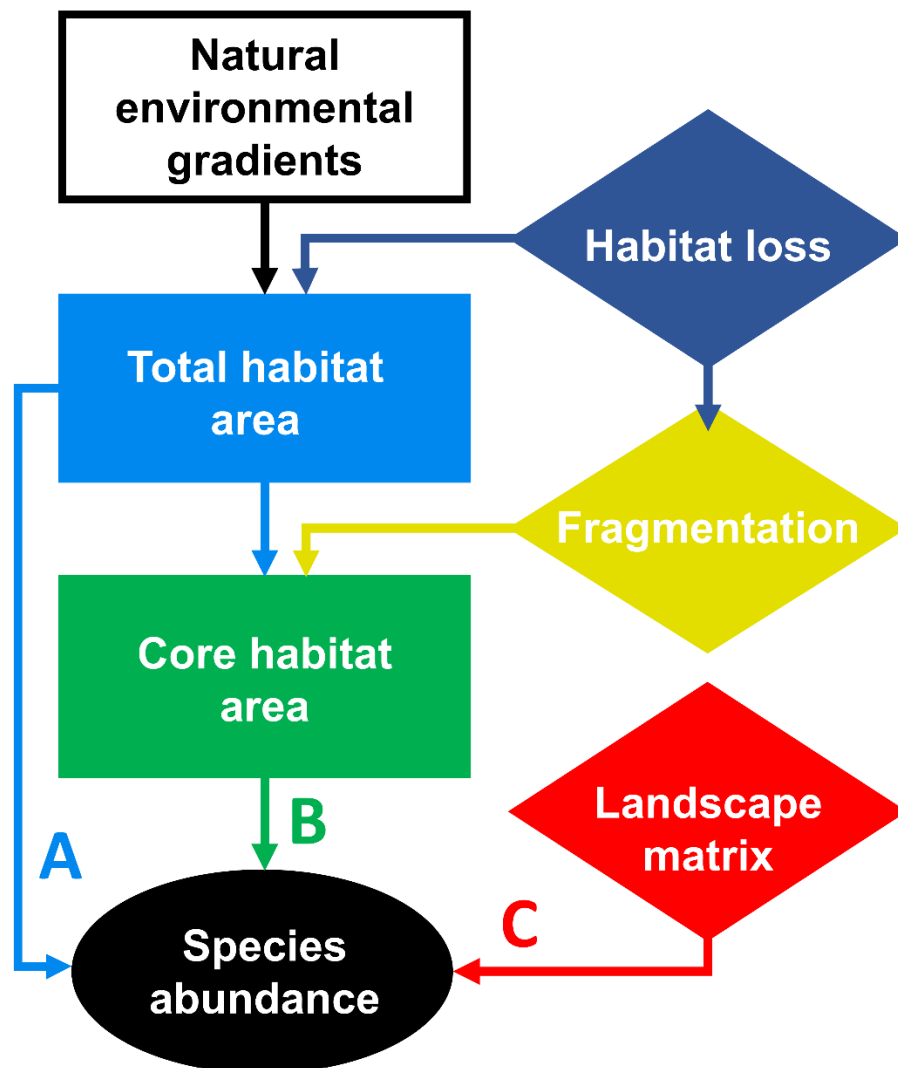 Natural
environmental
gradients
Habitat loss
Total habitat
area
Fragmentation
Core habitat
area
B
Landscape
matrix
A
C
Species
abundance